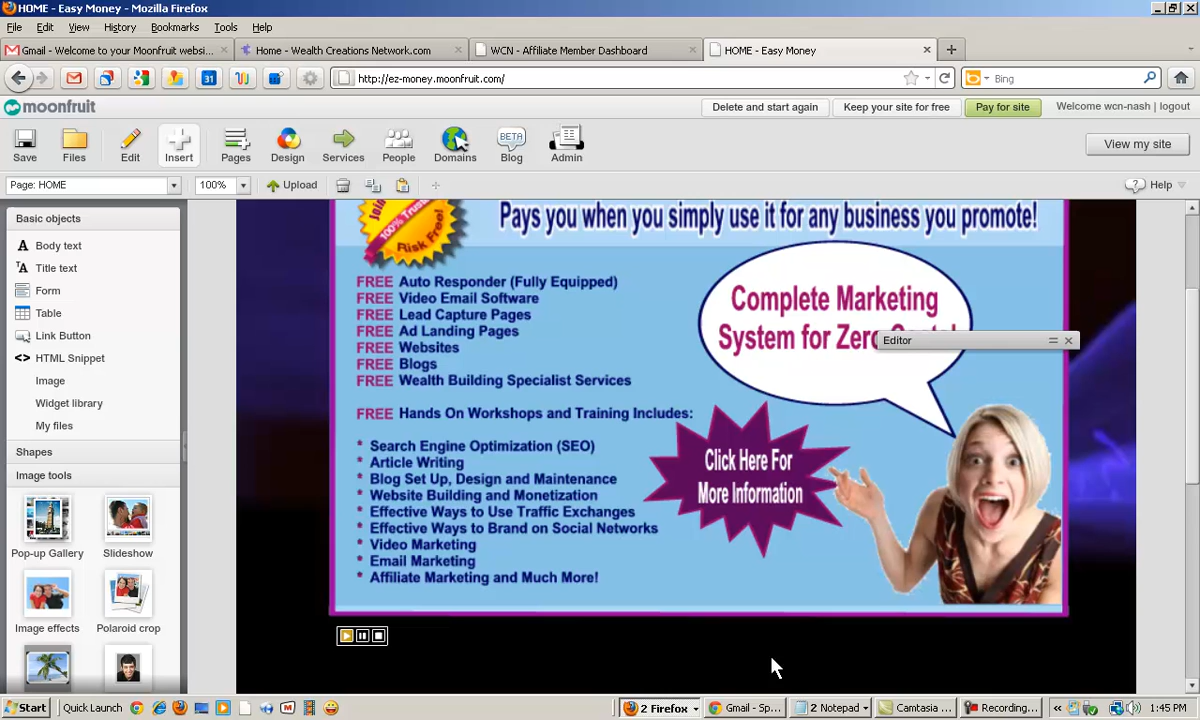 HOME - Easy Money - Mozilla Firefox
File Edit View History Bookmarks Tools Help
Gmail - Welcome to your Moonfruit websi...
Home - Wealth Creations Network.com
WCN - Affiliate Member Dashboard
HOME - Easy Money
31
http://ez-money.moonfruit.com/
Bing
moonfruit
Delete and start again
Keep your site for free
Pay for site
Welcome wcn-nash | logout
Save
Files
Edit
Insert
Pages
Design
Services
People
Domains
BETA
Blog
Admin
View my site
Page: HOME
100%
Upload
Help
Basic objects
Body text
Title text
Form
Table
Link Button
HTML Snippet
Image
Widget library
My files
Shapes
Image tools
Pop-up Gallery
Slideshow
Image effects
Polaroid crop
Join
100% Trusted
Risk Free!
Pays you when you simply use it for any business you promote!
FREE Auto Responder (Fully Equipped)
FREE Video Email Software
FREE Lead Capture Pages
FREE Ad Landing Pages
FREE Websites
FREE Blogs
FREE Wealth Building Specialist Services
FREE Hands On Workshops and Training Includes:
* Search Engine Optimization (SEO)
* Article Writing
* Blog Set Up, Design and Maintenance
* Website Building and Monetization
* Effective Ways to Use Traffic Exchanges
* Effective Ways to Brand on Social Networks
* Video Marketing
* Email Marketing
* Affiliate Marketing and Much More!
Complete Marketing
System for Zero
Editor
Click Here For
More Information
Start
Quick Launch
2 Firefox
Gmail - Sp...
2 Notepad
Camtasia ...
Recording...
1:45 PM